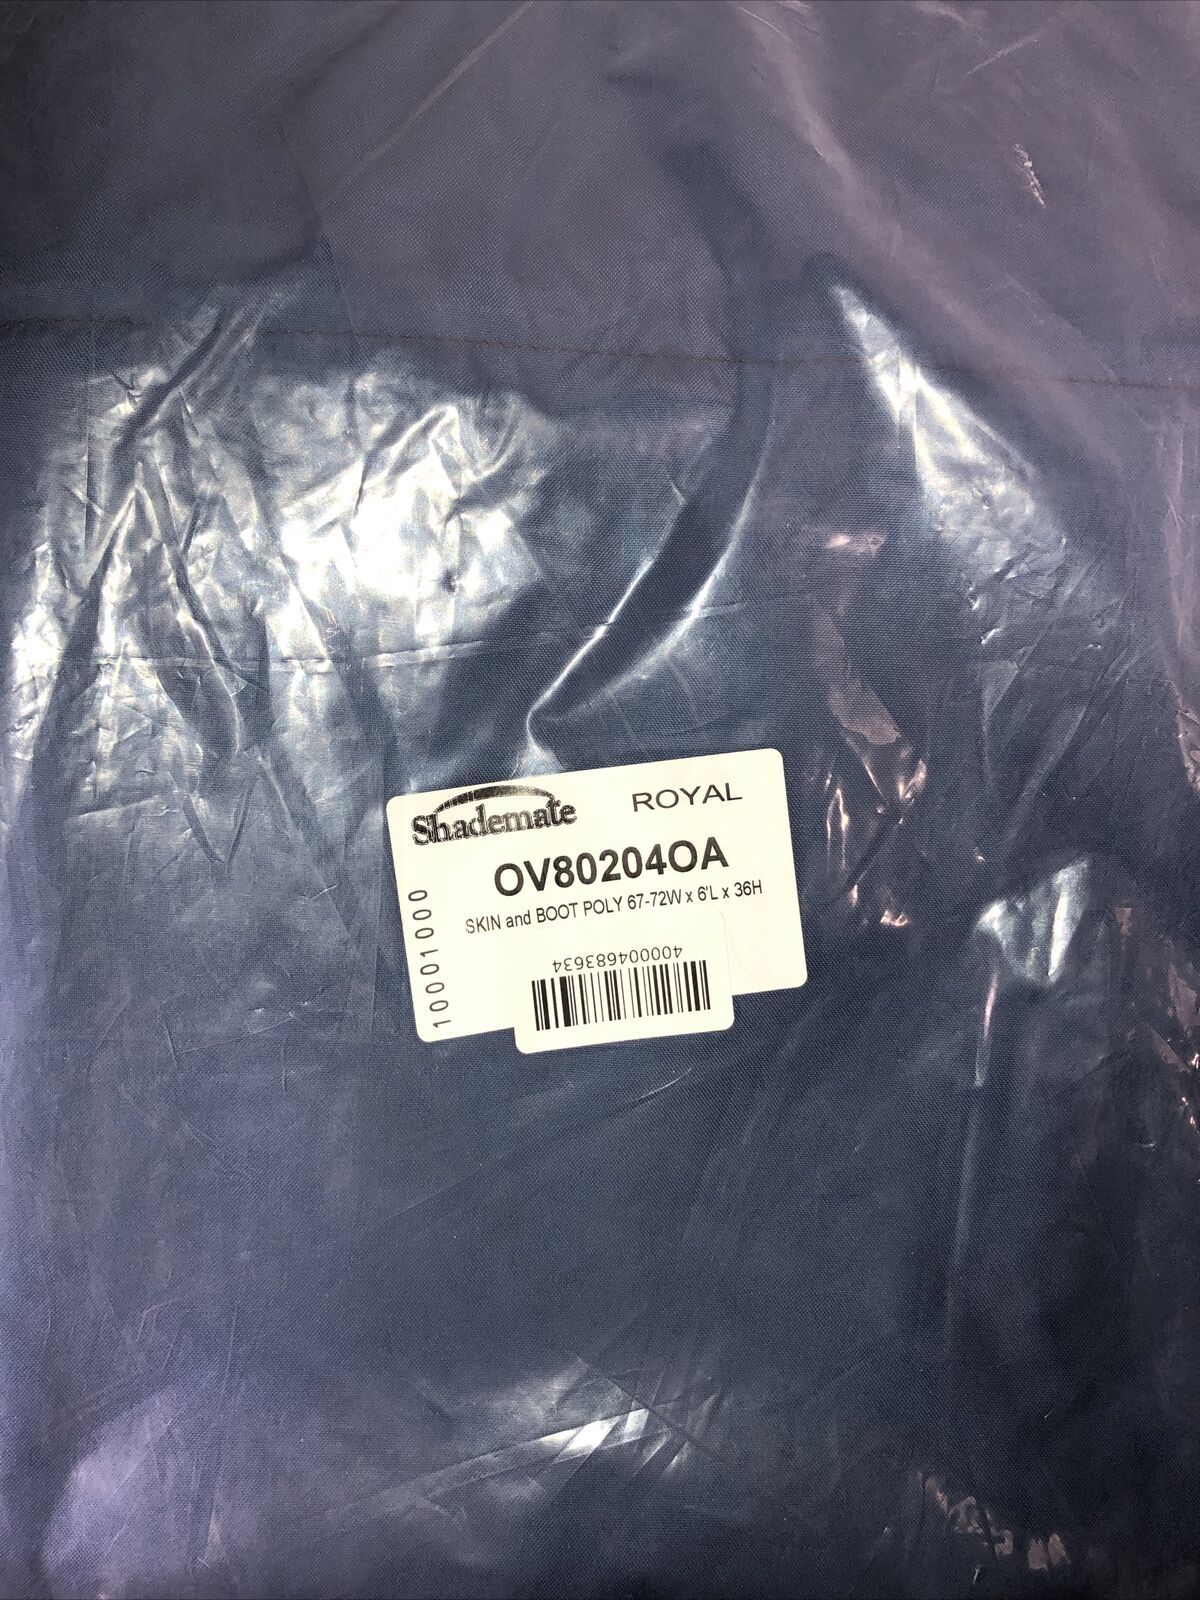 Shademate ROYAL
OV80204OA
SKIN and BOOT POLY 67-72W x 6'L x 36H
10001000
400004683634